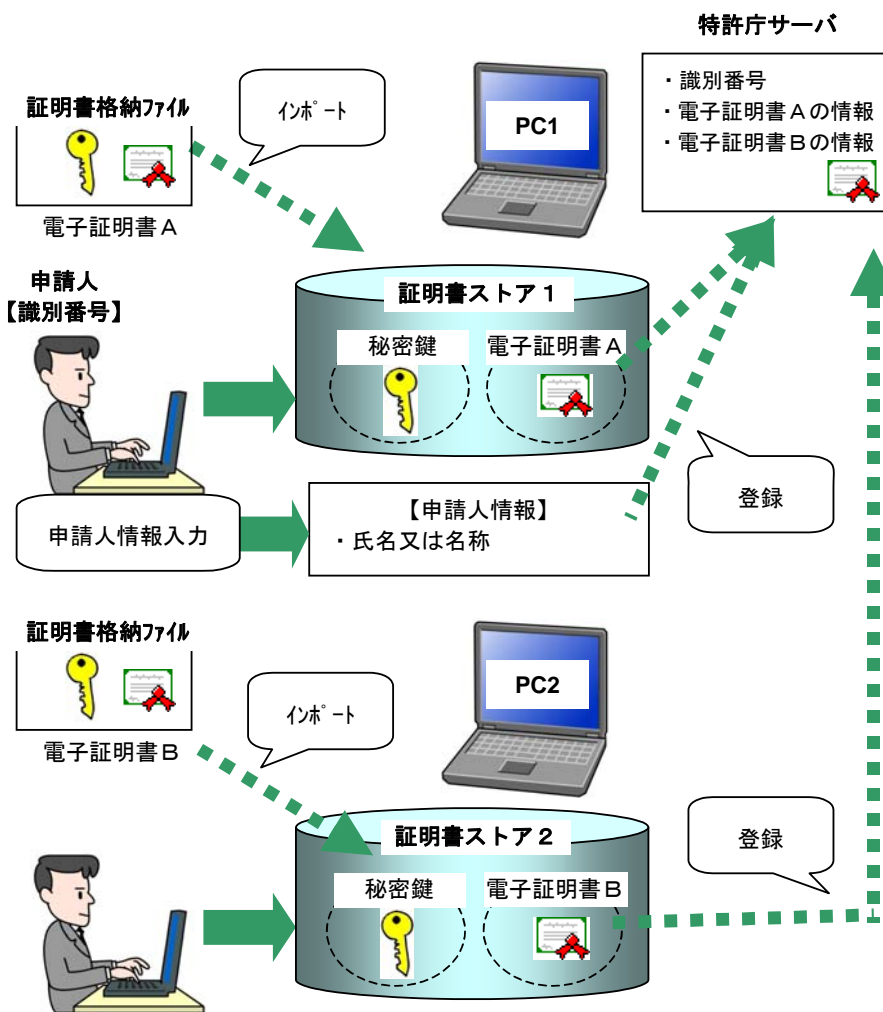 特許庁サーバ
・識別番号
・電子証明書Aの情報
・電子証明書Bの情報
証明書格納ファイル
インポート
PC1
電子証明書A
申請人
【識別番号】
証明書ストア1
秘密鍵
電子証明書A
登録
申請人情報入力
【申請人情報】
・氏名又は名称
証明書格納ファイル
インポート
PC2
電子証明書B
証明書ストア2
秘密鍵
電子証明書B
登録